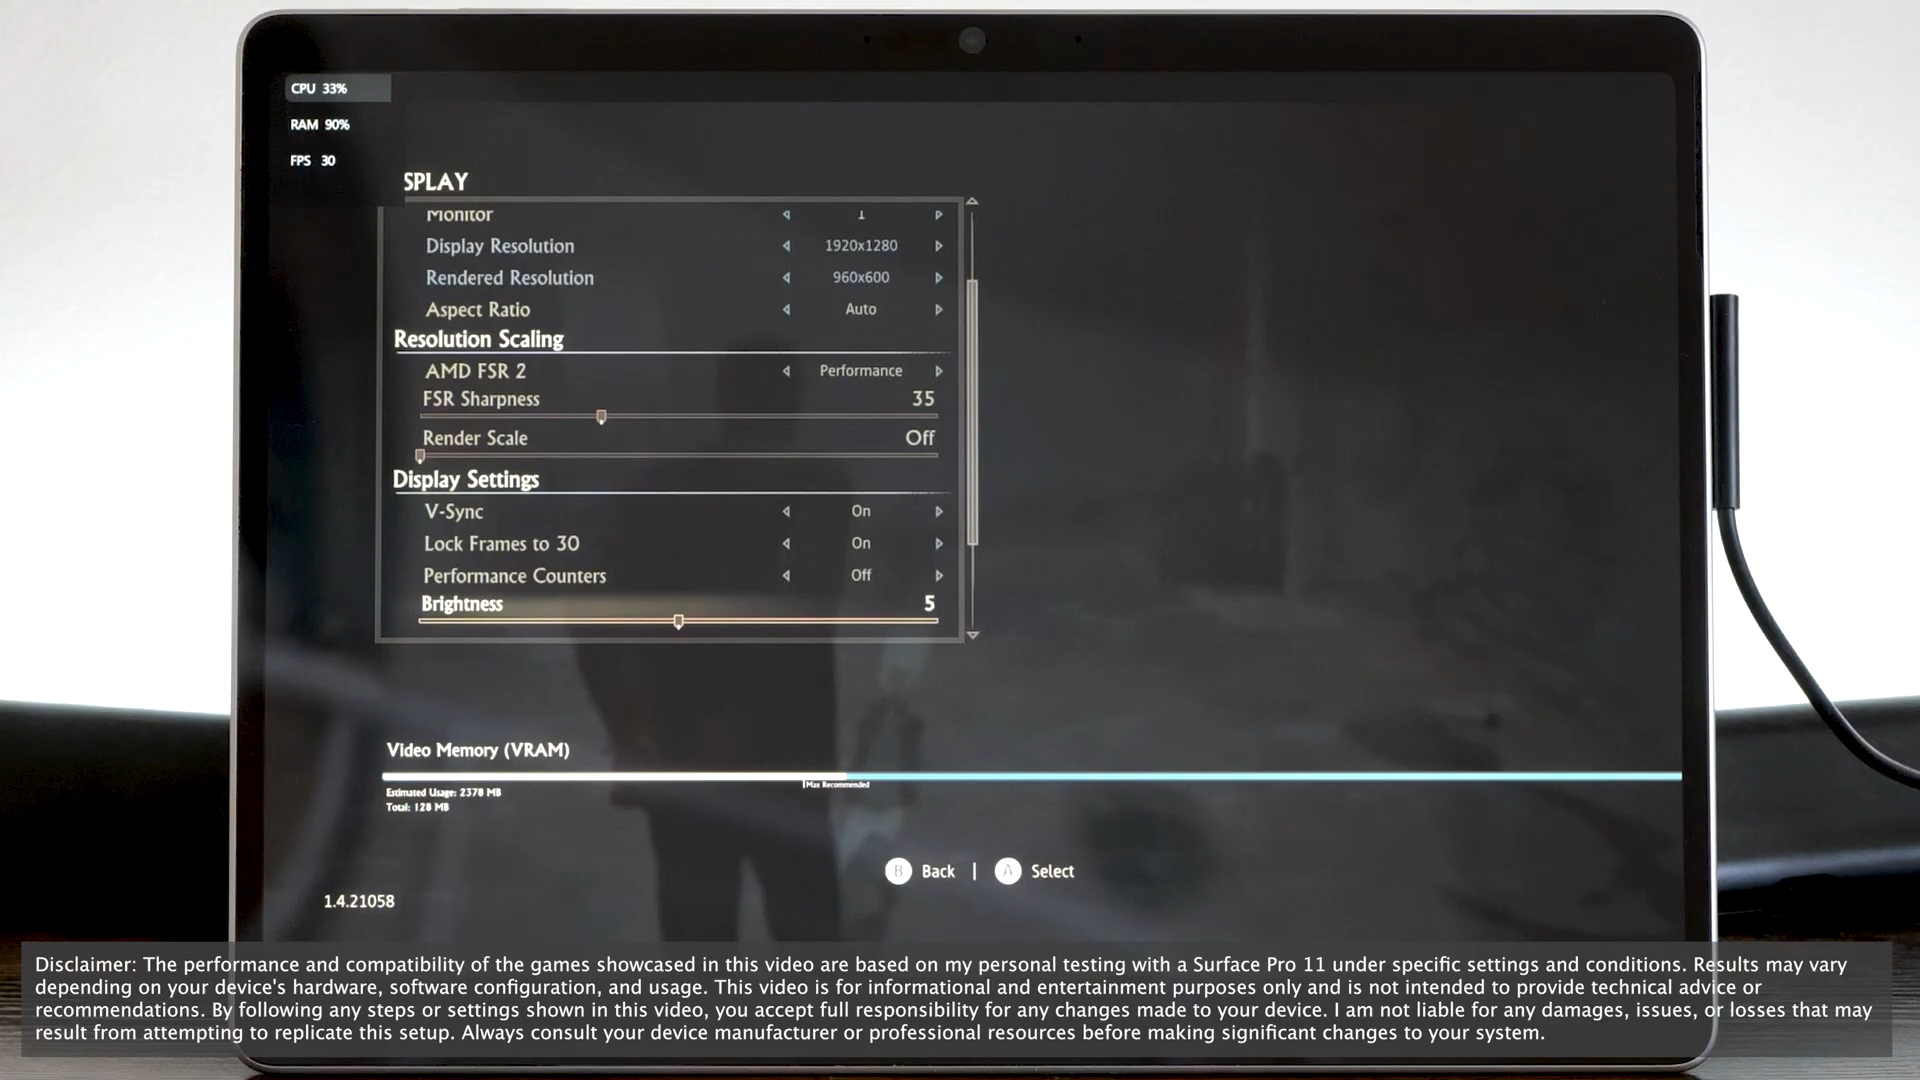 CPU 33%
RAM 90%
FPS 30
SPLAY
Monitor 1
Display Resolution 1920x1280
Rendered Resolution 960x600
Aspect Ratio Auto
Resolution Scaling
AMD FSR 2 Performance
FSR Sharpness 35
Render Scale Off
Display Settings
V-Sync On
Lock Frames to 30 On
Performance Counters Off
Brightness 5
Video Memory (VRAM)
Max Recommended
Estimated Usage: 2378 MB
Total: 128 MB
B Back | A Select
1.4.21058
Disclaimer: The performance and compatibility of the games showcased in this video are based on my personal testing with a Surface Pro 11 under specific settings and conditions. Results may vary
depending on your device's hardware, software configuration, and usage. This video is for informational and entertainment purposes only and is not intended to provide technical advice or
recommendations. By following any steps or settings shown in this video, you accept full responsibility for any changes made to your device. I am not liable for any damages, issues, or losses that may
result from attempting to replicate this setup. Always consult your device manufacturer or professional resources before making significant changes to your system.